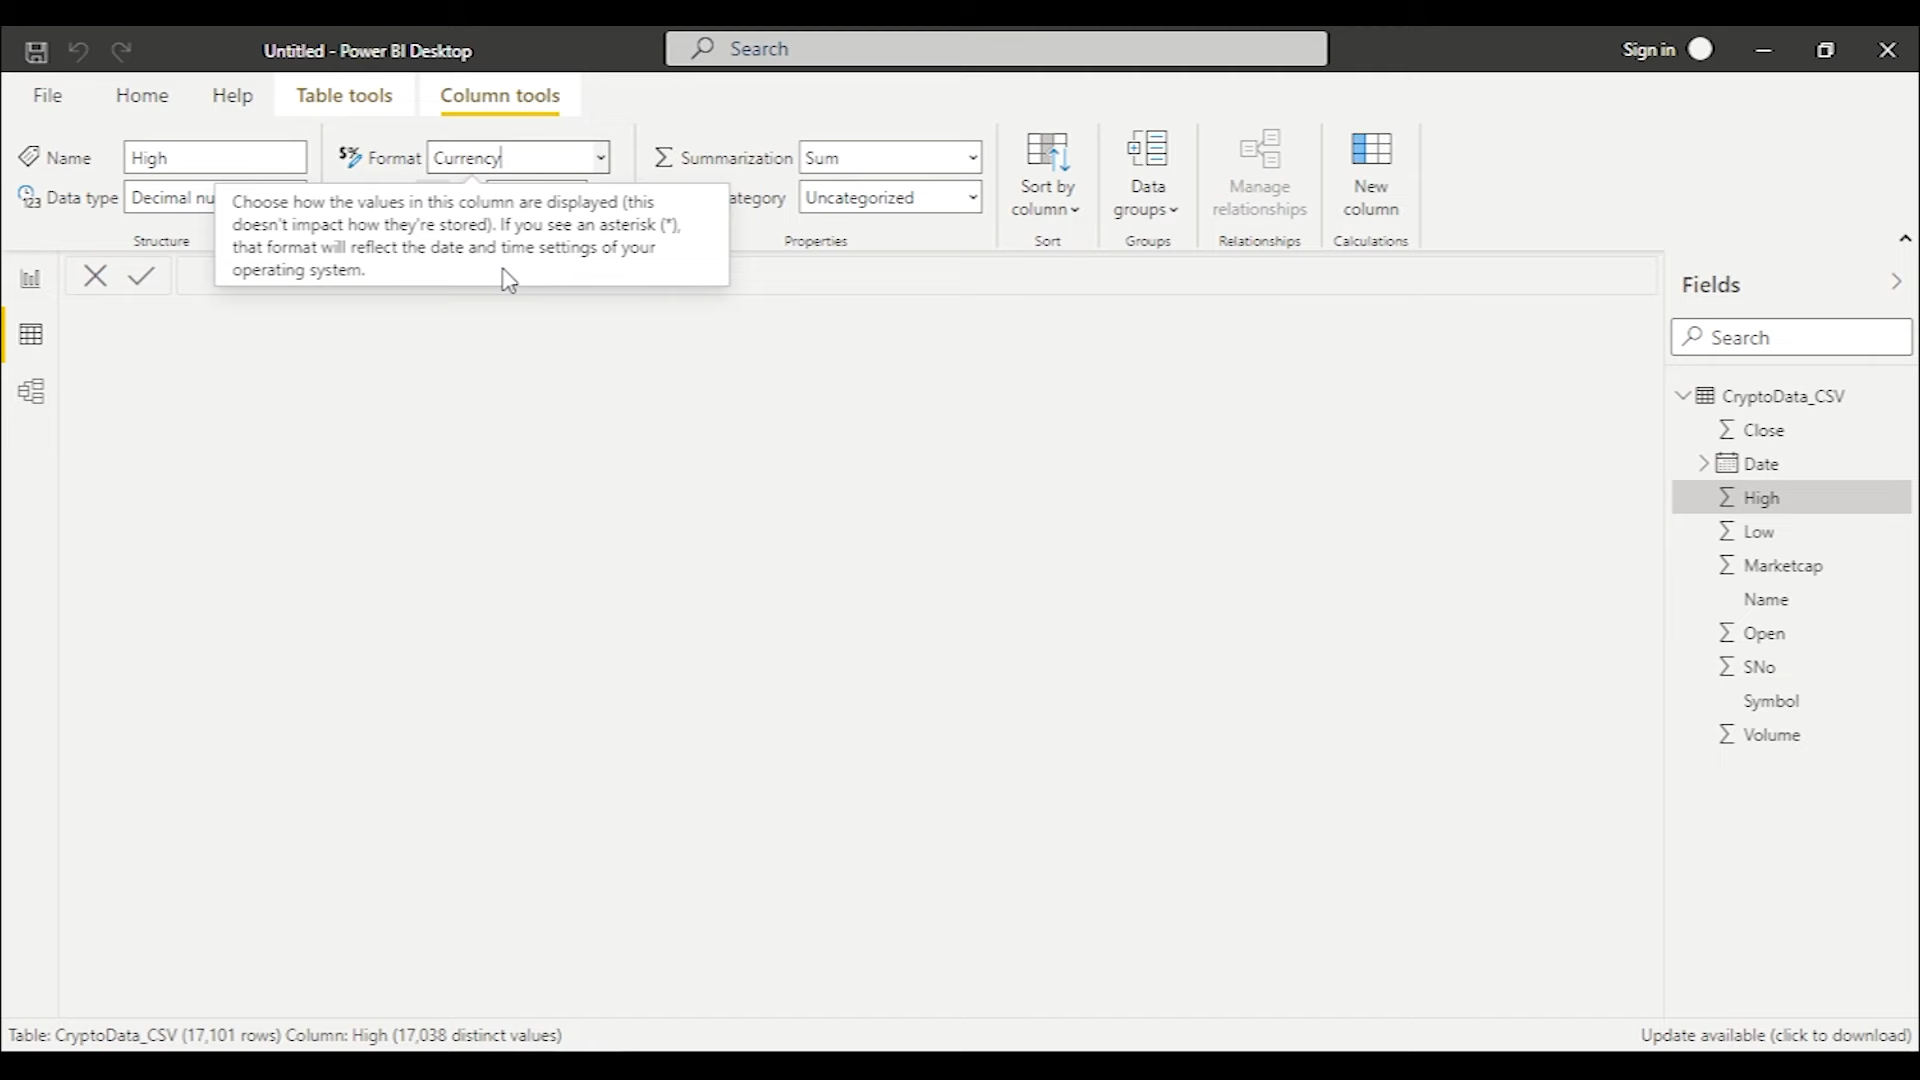 Untitled - Power BI Desktop
Search
Sign in
File
Home
Help
Table tools
Column tools
Name
High
Format
Currency
Summarization
Sum
Data type
Decimal nu
ategory
Uncategorized
Choose how the values in this column are displayed (this
doesn't impact how they're stored). If you see an asterisk (*),
that format will reflect the date and time settings of your
operating system.
Sort by
column
Data
groups
Manage
relationships
New
column
Structure
Properties
Sort
Groups
Relationships
Calculations
Fields
Search
CryptoData_CSV
Close
Date
High
Low
Marketcap
Name
Open
SNo
Symbol
Volume
Table: CryptoData_CSV (17,101 rows) Column: High (17,038 distinct values)
Update available (click to download)